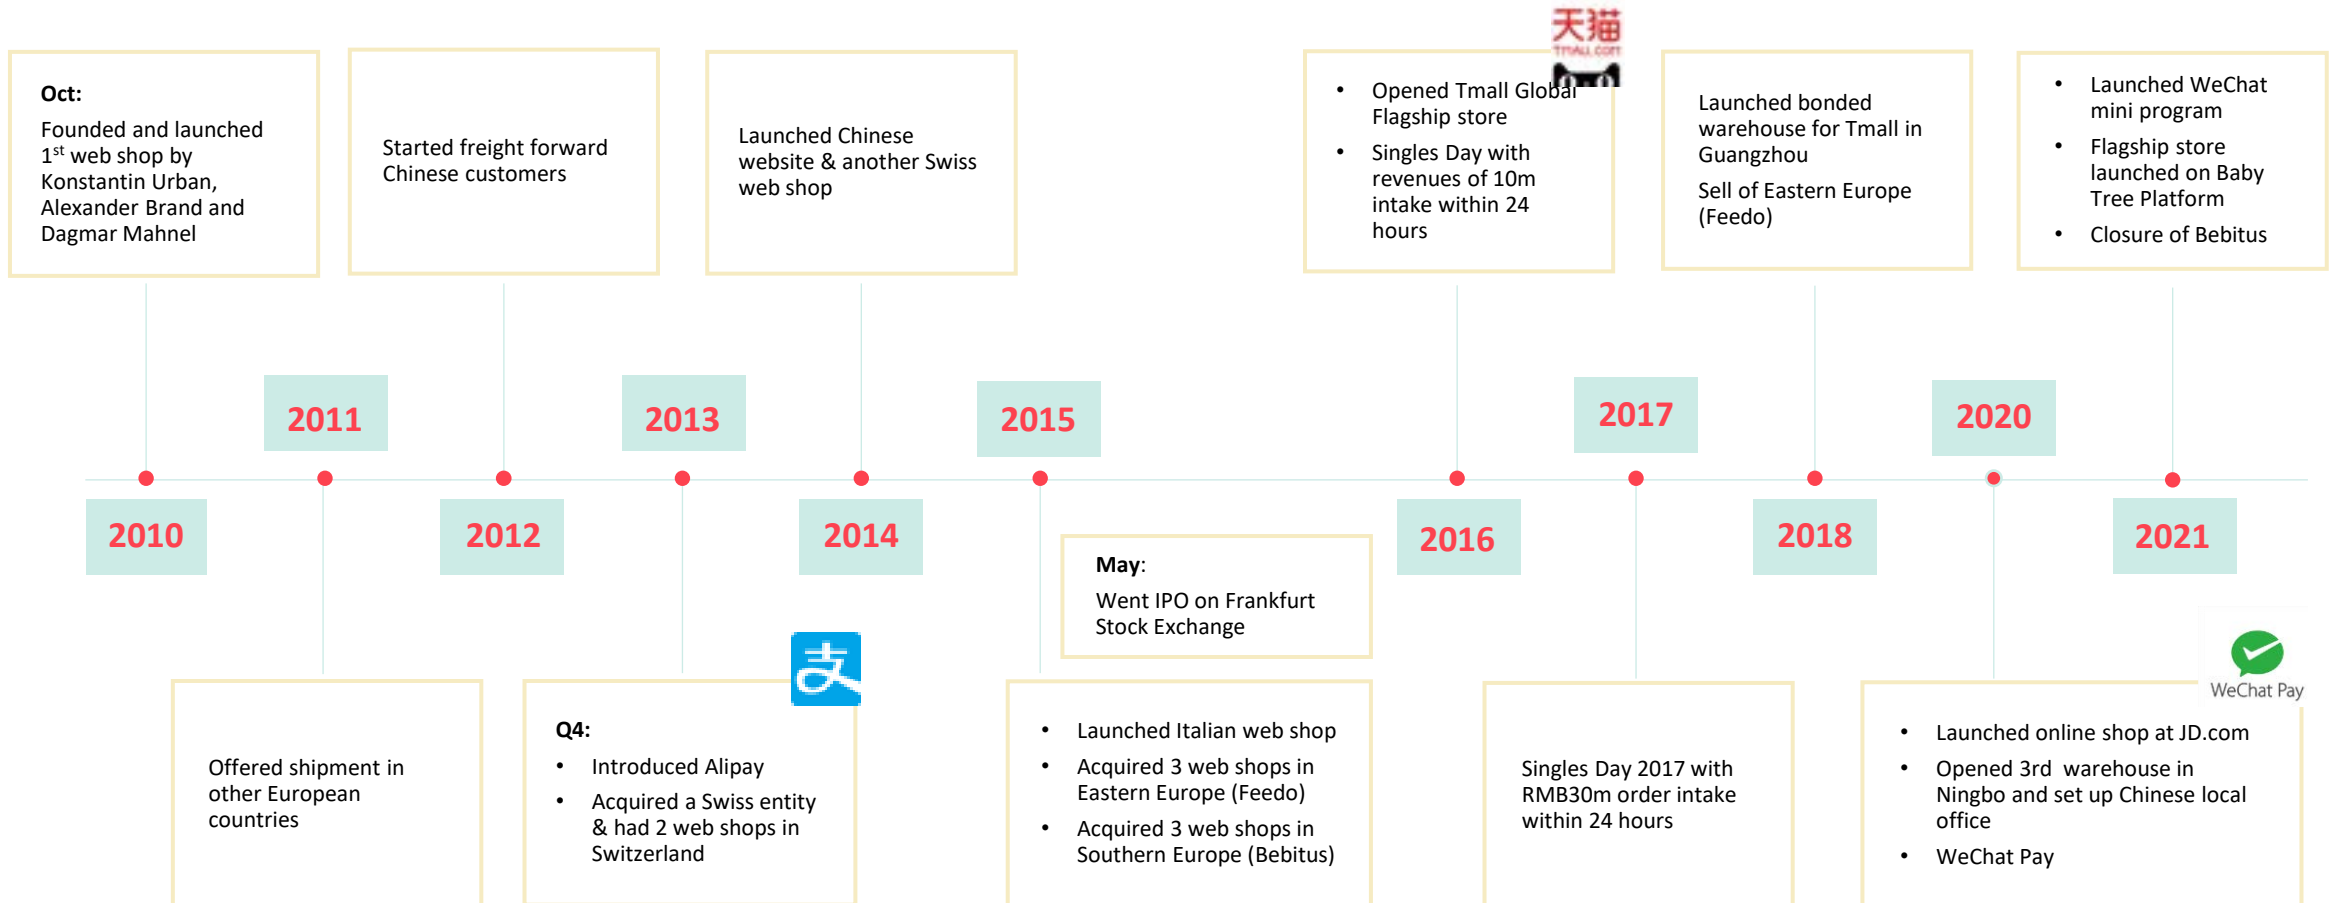 Oct:
Founded and launched
1st web shop by
Konstantin Urban,
Alexander Brand and
Dagmar Mahnel
Started freight forward
Chinese customers
Launched Chinese
website & another Swiss
web shop
天猫
TMALL.COM
• Opened Tmall Global
Flagship store
• Singles Day with
revenues of 10m
intake within 24
hours
Launched bonded
warehouse for Tmall in
Guangzhou
Sell of Eastern Europe
(Feedo)
• Launched WeChat
mini program
• Flagship store
launched on Baby
Tree Platform
• Closure of Bebitus
2011
2013
2015
2017
2020
2010
2012
2014
2016
2018
2021
May:
Went IPO on Frankfurt
Stock Exchange
Offered shipment in
other European
countries
支
Q4:
• Introduced Alipay
• Acquired a Swiss entity
& had 2 web shops in
Switzerland
• Launched Italian web shop
• Acquired 3 web shops in
Eastern Europe (Feedo)
• Acquired 3 web shops in
Southern Europe (Bebitus)
Singles Day 2017 with
RMB30m order intake
within 24 hours
WeChat Pay
• Launched online shop at JD.com
• Opened 3rd  warehouse in
Ningbo and set up Chinese local
office
• WeChat Pay